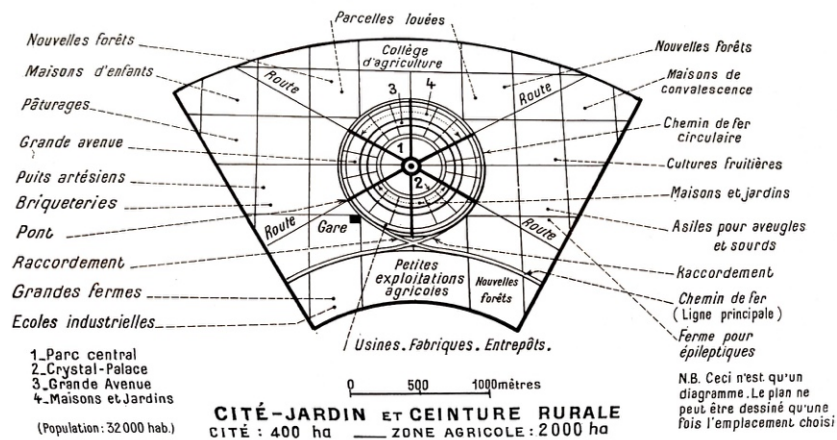 Parcelles louées
Nouvelles forêts
Maisons d'enfants
Pâturages
Grande avenue
Puits artésiens
Briqueteries
Pont
Raccordement
Grandes fermes
Ecoles industrielles
Route
Collège
d'agriculture
Route
3
4
1
2
Route
Gare
Route
Petites
exploitations
agricoles
Nouvelles
forêts
Nouvelles forêts
Maisons de
convalescence
Chemin de fer
circulaire
Cultures fruitières
Maisons et jardins
Asiles pour aveugles
et sourds
Raccordement
Chemin de fer
(Ligne principale)
Ferme pour
épileptiques
Usines. Fabriques. Entrepôts.
1_Parc central
2_Crystal-Palace
3_Grande Avenue
4_Maisons et Jardins
(Population: 32 000 hab.)
0 500 1000 mètres
CITÉ-JARDIN ET CEINTURE RURALE
CITÉ : 400 ha __ ZONE AGRICOLE : 2000 ha
N.B. Ceci n'est qu'un
diagramme. Le plan ne
peut être dessiné qu'une
fois l'emplacement choisi